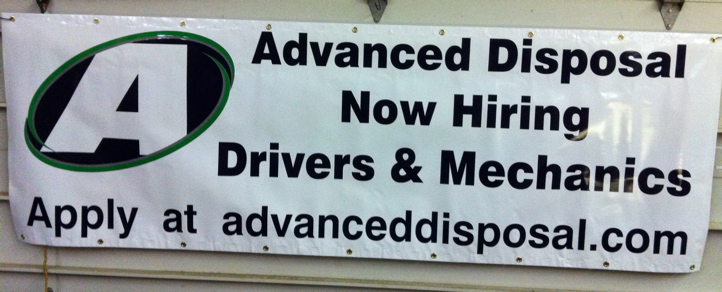 A
Advanced Disposal
Now Hiring
Drivers & Mechanics
Apply at advanceddisposal.com